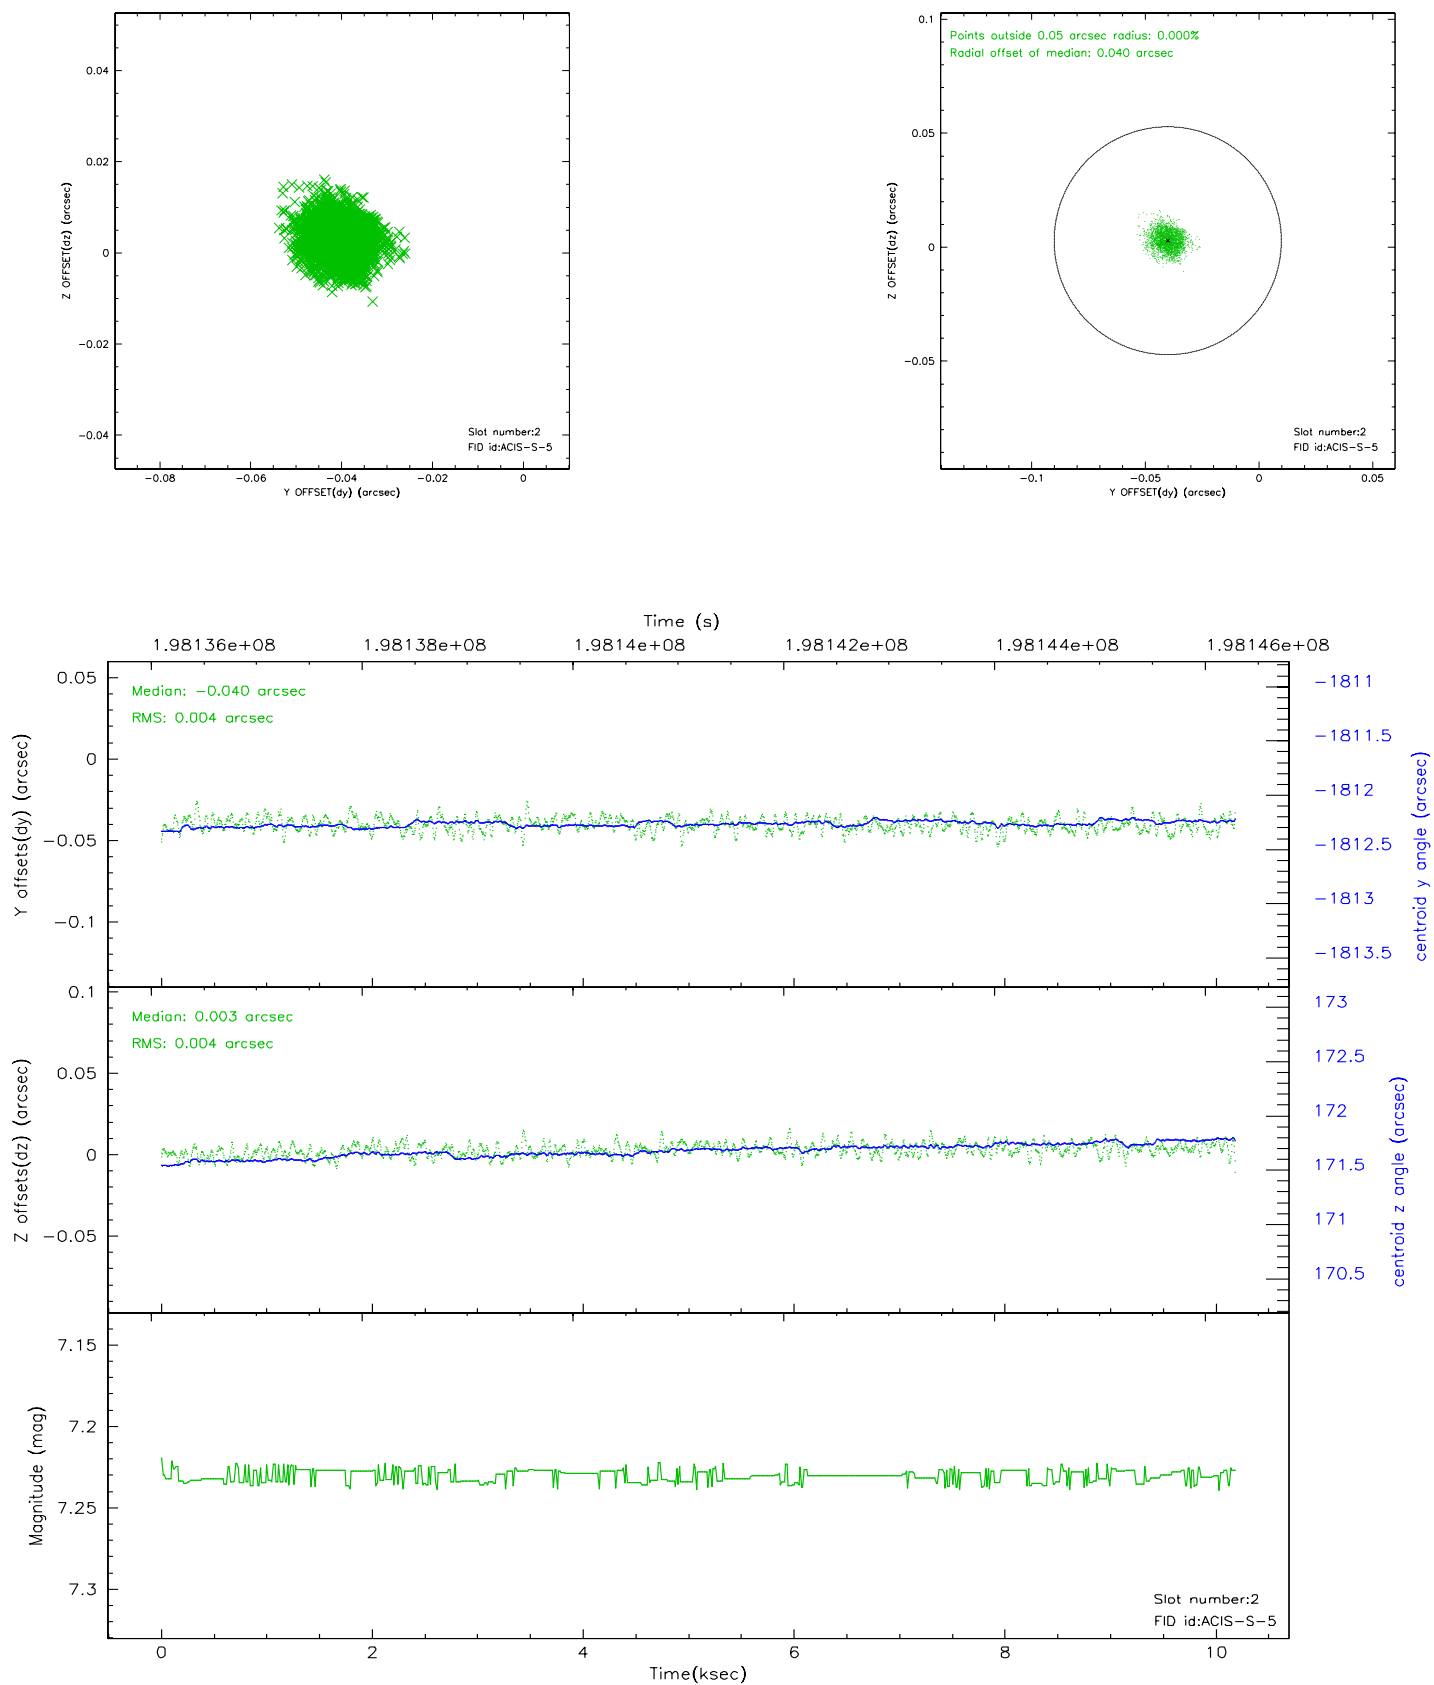 0.04
0.02
0
-0.02
-0.04
Z OFFSET(dz) (arcsec)
Slot number:2
FID id:ACIS-S-5
-0.08
-0.06
-0.04
-0.02
0
Y OFFSET(dy) (arcsec)
0.1
0.05
0
-0.05
Z OFFSET(dz) (arcsec)
Points outside 0.05 arcsec radius: 0.000%
Radial offset of median: 0.040 arcsec
Slot number:2
FID id:ACIS-S-5
-0.1
-0.05
0
0.05
Y OFFSET(dy) (arcsec)
Time (s)
1.98136e+08
1.98138e+08
1.9814e+08
1.98142e+08
1.98144e+08
1.98146e+08
0.05
0
-0.05
-0.1
Y offsets(dy) (arcsec)
Median: -0.040 arcsec
RMS: 0.004 arcsec
-1811
-1811.5
-1812
-1812.5
-1813
-1813.5
centroid y angle (arcsec)
0.1
0.05
0
-0.05
Z offsets(dz) (arcsec)
Median: 0.003 arcsec
RMS: 0.004 arcsec
173
172.5
172
171.5
171
170.5
centroid z angle (arcsec)
7.15
7.2
7.25
7.3
Magnitude (mag)
Slot number:2
FID id:ACIS-S-5
0
2
4
6
8
10
Time(ksec)